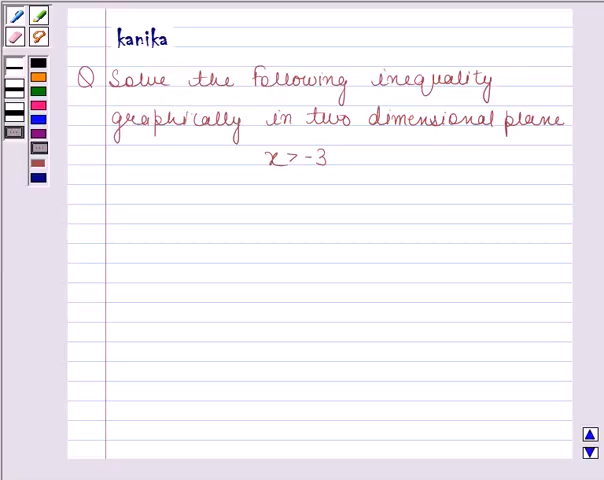 kanika
Q Solve the following inequality
graphically in two dimensional plane
x > -3